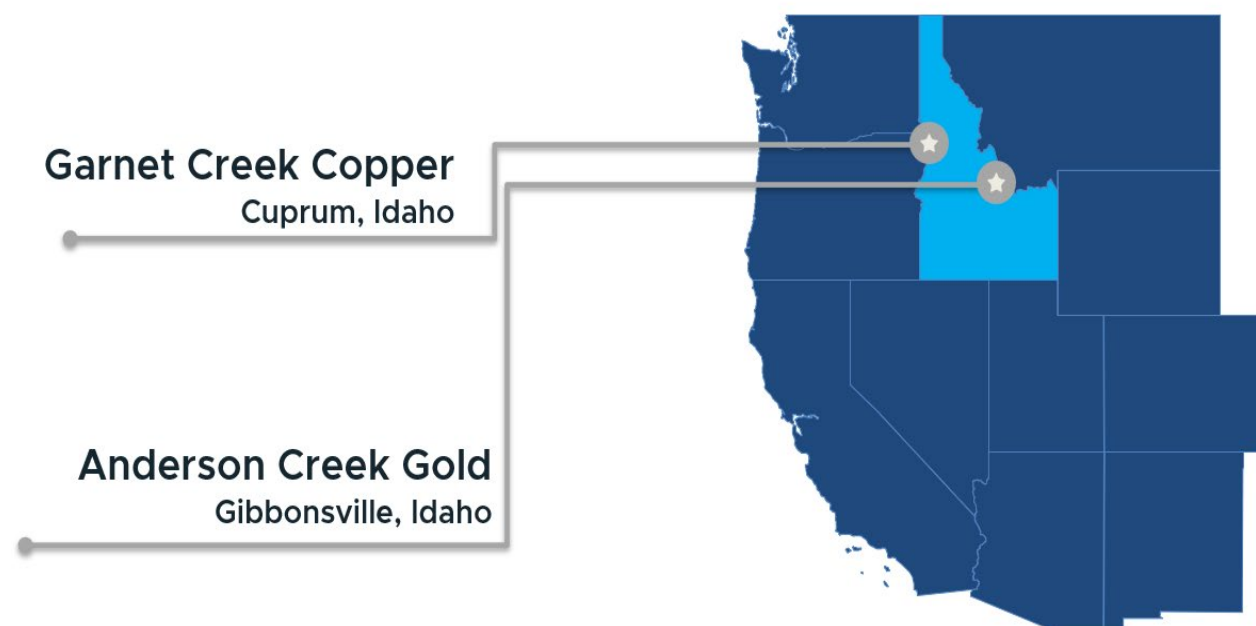 Garnet Creek Copper
Cuprum, Idaho
Anderson Creek Gold
Gibbonsville, Idaho